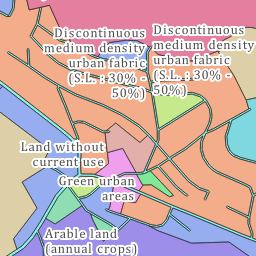 Discontinuous
medium density
urban fabric
(S.L. : 30% -
50%)
Discontinuous
medium density
urban fabric
(S.L. : 30% -
50%)
Land without
current use
Green urban
areas
Arable land
(annual crops)